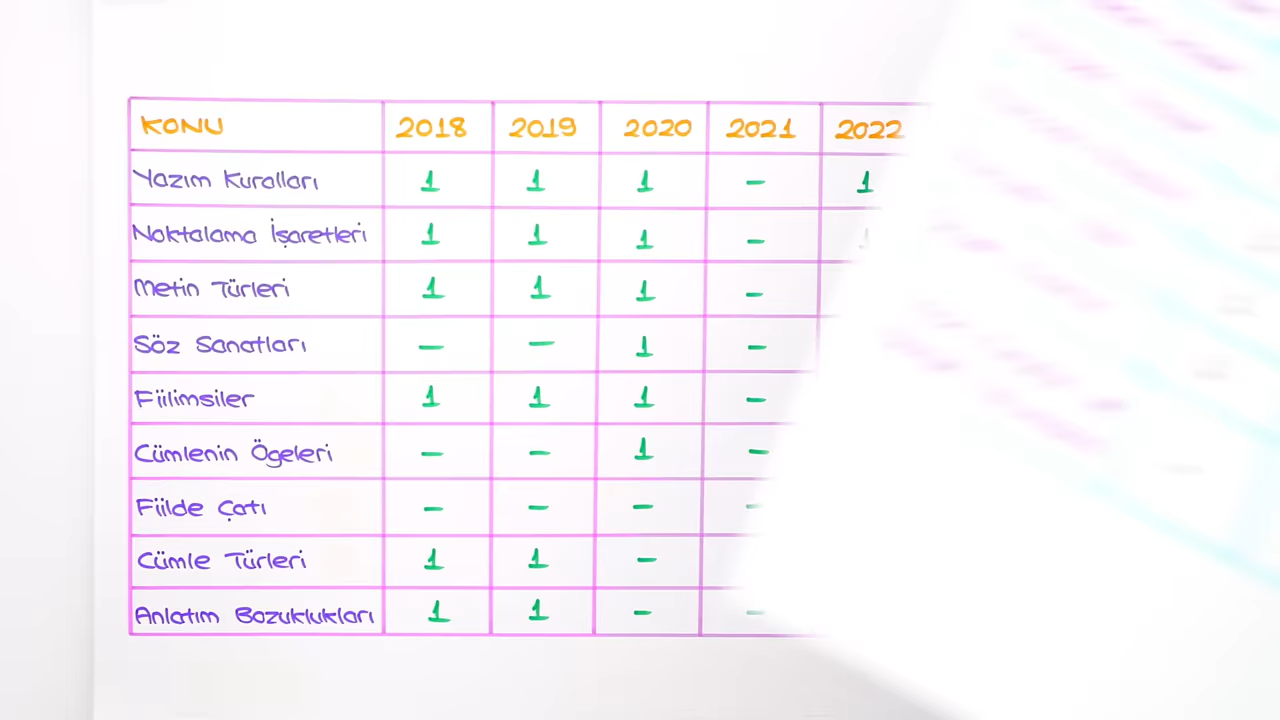 KONU 2018 2019 2020 2021 2022
Yazım Kuralları 1 1 1 - 1
Noktalama İşaretleri 1 1 1 -
Metin Türleri 1 1 1 -
Söz Sanatları - - 1 -
Fiilimsiler 1 1 1 -
Cümlenin Ögeleri - - 1 -
Fiilde Çatı - - - -
Cümle Türleri 1 1 -
Anlatım Bozuklukları 1 1 - -